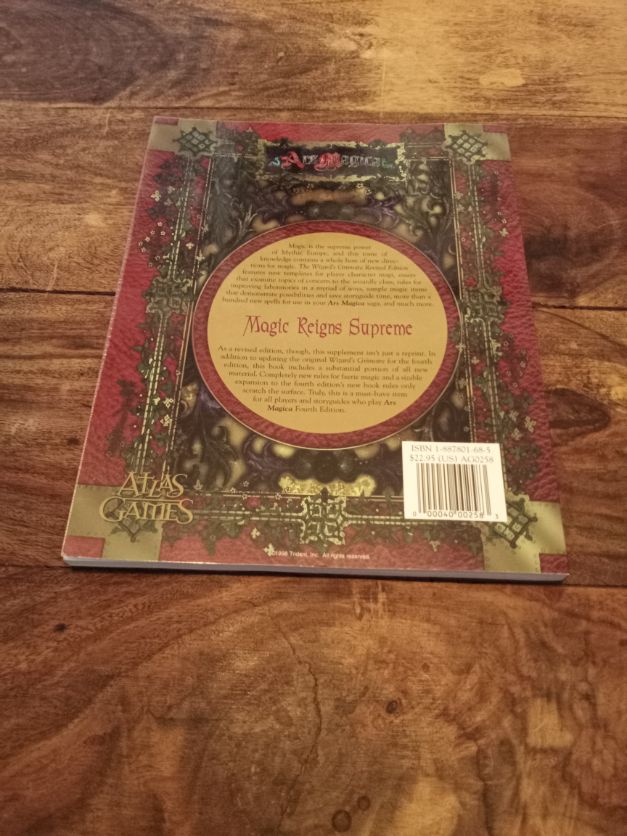 Ars Magica
Magic is the supreme power
of Mythic Europe, and this tome of
knowledge contains a whole host of new direc-
tions for magic. The Wizard's Grimoire Revised Edition
features new templates for player character magi, essays
that examine topics of concern to the wizardly class, rules for
improving laboratories in a myriad of ways, sample magic items
that demonstrate possibilities and save storyguide time, more than a
hundred new spells for use in your Ars Magica saga, and much more.
Magic Reigns Supreme
As a revised edition, though, this supplement isn't just a reprint. In
addition to updating the original Wizard's Grimoire for the fourth
edition, this book includes a substantial portion of all new
material. Completely new rules for faerie magic and a sizable
expansion to the fourth edition's new book rules only
scratch the surface. Truly, this is a must-have item
for all players and storyguides who play Ars
Magica Fourth Edition.
ISBN 1-887801-68-5
$22.95 (US) AG0258
0 00040 00258 3
ATLAS
GAMES
©1998 Trident, Inc. All rights reserved.